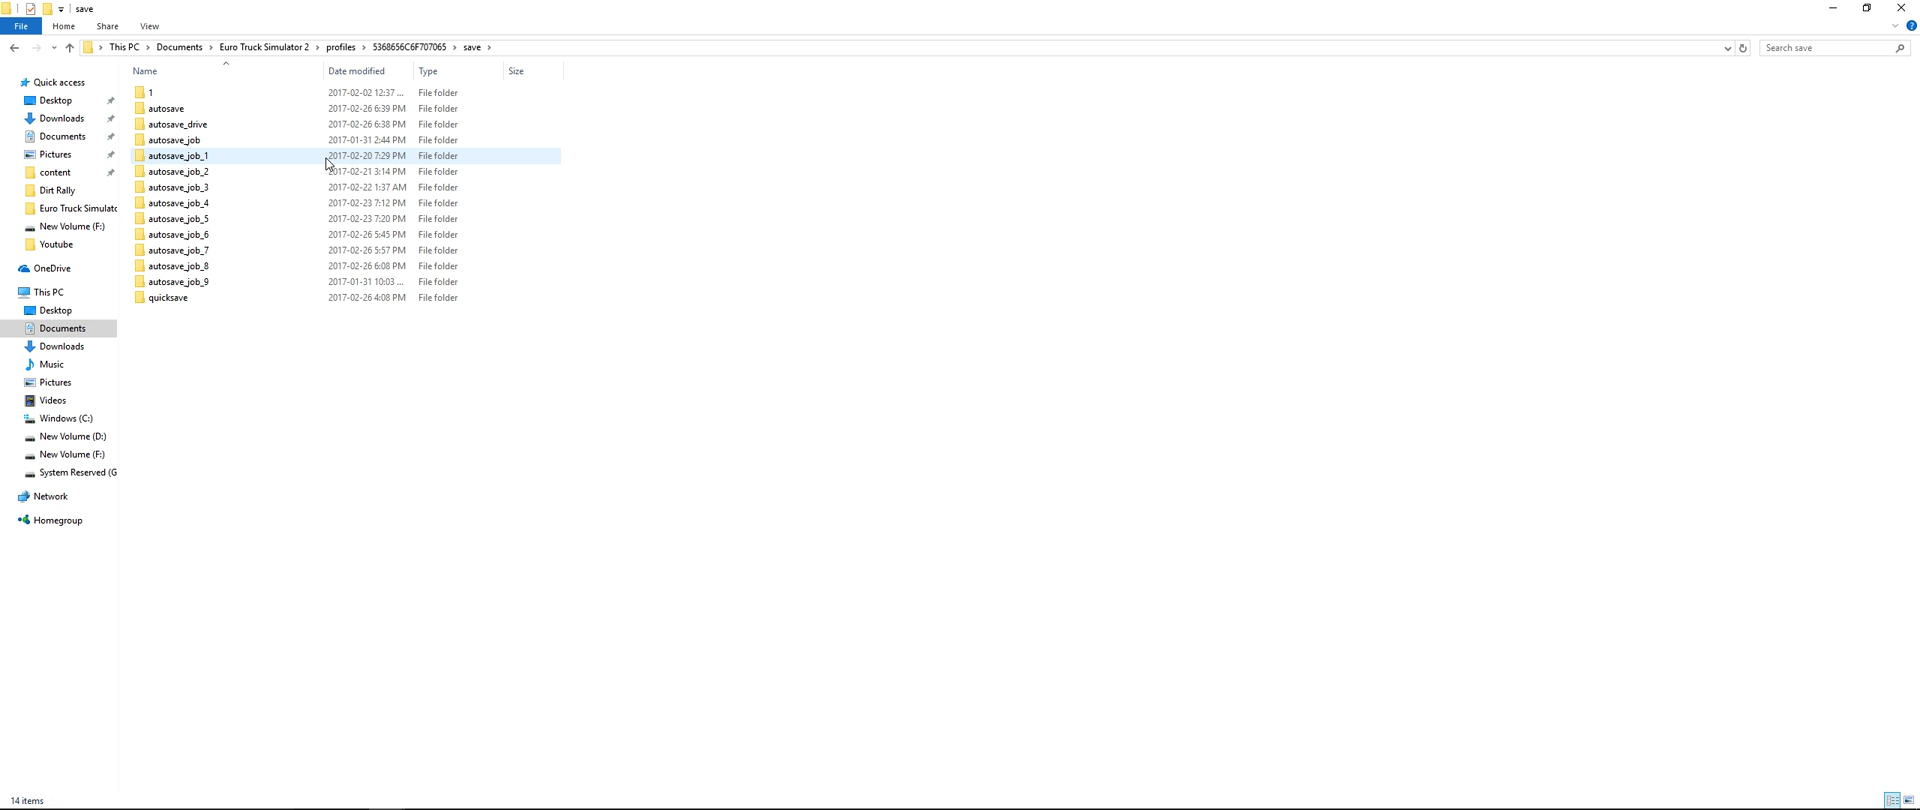 save
File Home Share View
This PC Documents Euro Truck Simulator 2 profiles 5368656C6F707065 save Search save
Name Date modified Type Size
Quick access
Desktop
Downloads
Documents
Pictures
content
Dirt Rally
Euro Truck Simulato
New Volume (F:)
Youtube
OneDrive
This PC
Desktop
Documents
Downloads
Music
Pictures
Videos
Windows (C:)
New Volume (D:)
New Volume (F:)
System Reserved (G
Network
Homegroup
1 2017-02-02 12:37 ... File folder
autosave 2017-02-26 6:39 PM File folder
autosave_drive 2017-02-26 6:38 PM File folder
autosave_job 2017-01-31 2:44 PM File folder
autosave_job_1 2017-02-20 7:29 PM File folder
autosave_job_2 2017-02-21 3:14 PM File folder
autosave_job_3 2017-02-22 1:37 AM File folder
autosave_job_4 2017-02-23 7:12 PM File folder
autosave_job_5 2017-02-23 7:20 PM File folder
autosave_job_6 2017-02-26 5:45 PM File folder
autosave_job_7 2017-02-26 5:57 PM File folder
autosave_job_8 2017-02-26 6:08 PM File folder
autosave_job_9 2017-01-31 10:03 ... File folder
quicksave 2017-02-26 4:08 PM File folder
14 items